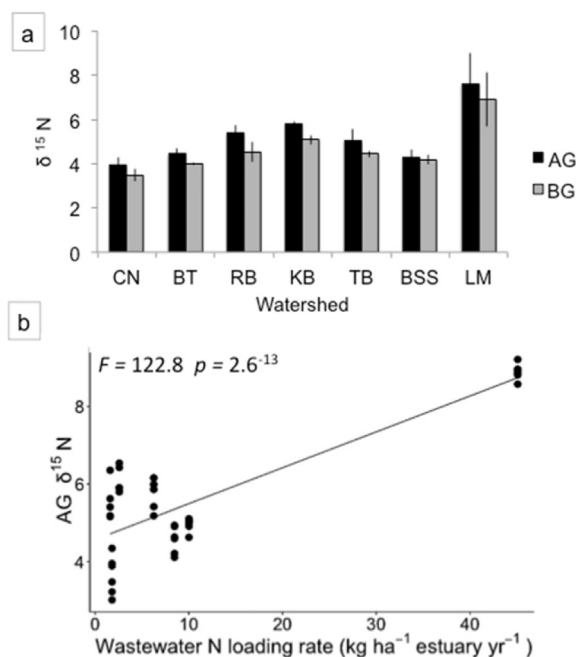 a
10
8
6
4
2
0
δ ¹⁵ N
CN BT RB KB TB BSS LM
Watershed
AG
BG
b
F = 122.8 p = 2.6⁻¹³
8
6
4
AG δ¹⁵ N
0 10 20 30 40
Wastewater N loading rate (kg ha⁻¹ estuary yr⁻¹)